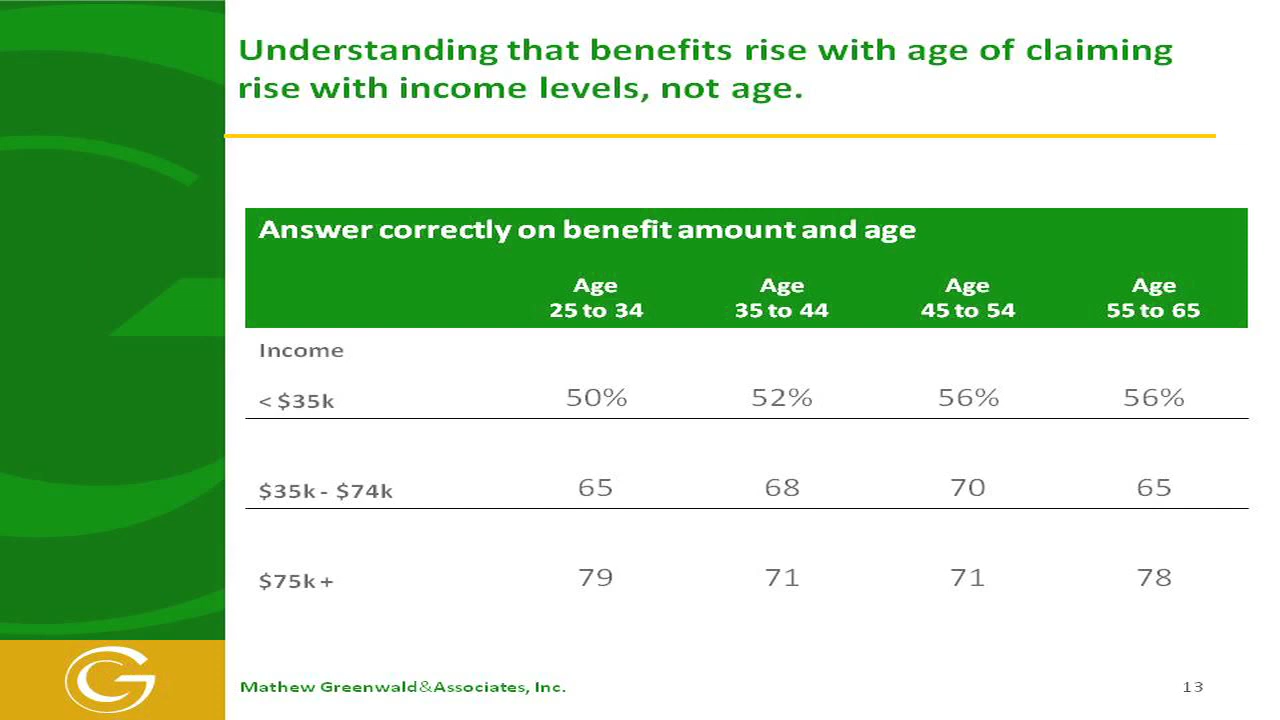 Understanding that benefits rise with age of claiming
rise with income levels, not age.
Answer correctly on benefit amount and age
Age Age Age Age
25 to 34 35 to 44 45 to 54 55 to 65
Income
< $35k 50% 52% 56% 56%
$35k - $74k 65 68 70 65
$75k + 79 71 71 78
Mathew Greenwald&Associates, Inc. 13